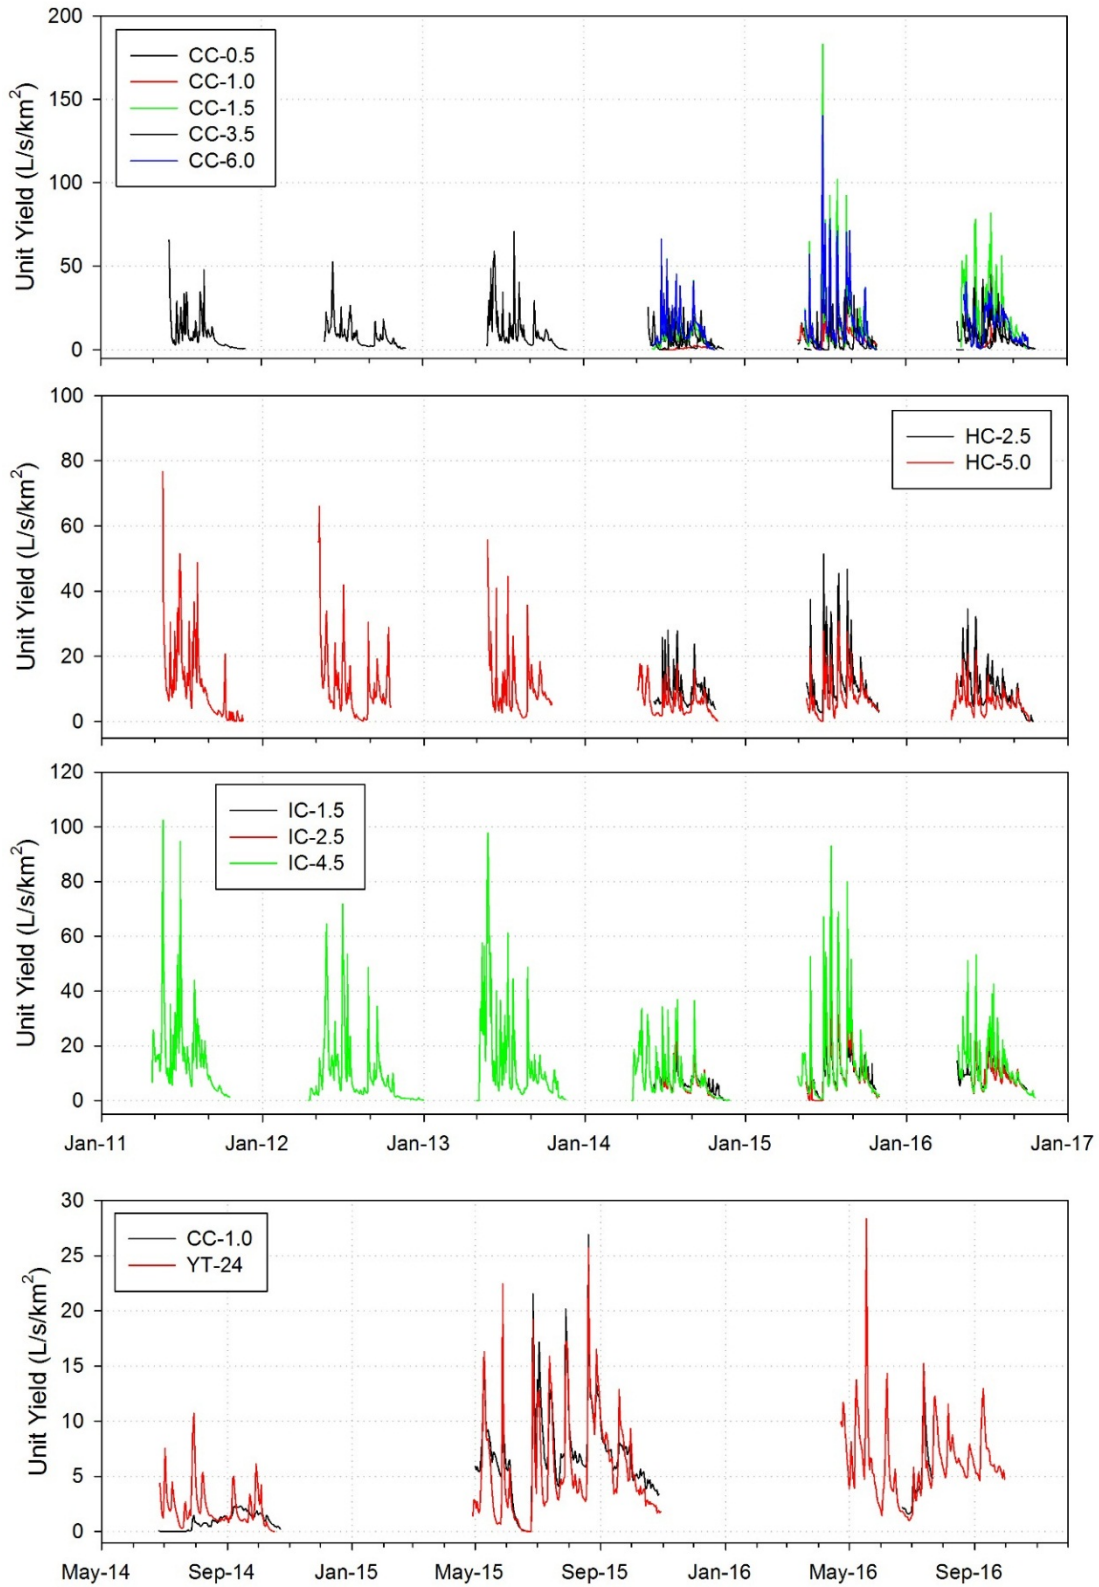 Unit Yield (L/s/km²)
200
150
100
50
0
CC-0.5
CC-1.0
CC-1.5
CC-3.5
CC-6.0
Unit Yield (L/s/km²)
100
80
60
40
20
0
HC-2.5
HC-5.0
Unit Yield (L/s/km²)
120
100
80
60
40
20
0
IC-1.5
IC-2.5
IC-4.5
Jan-11 Jan-12 Jan-13 Jan-14 Jan-15 Jan-16 Jan-17
Unit Yield (L/s/km²)
30
25
20
15
10
5
0
CC-1.0
YT-24
May-14 Sep-14 Jan-15 May-15 Sep-15 Jan-16 May-16 Sep-16